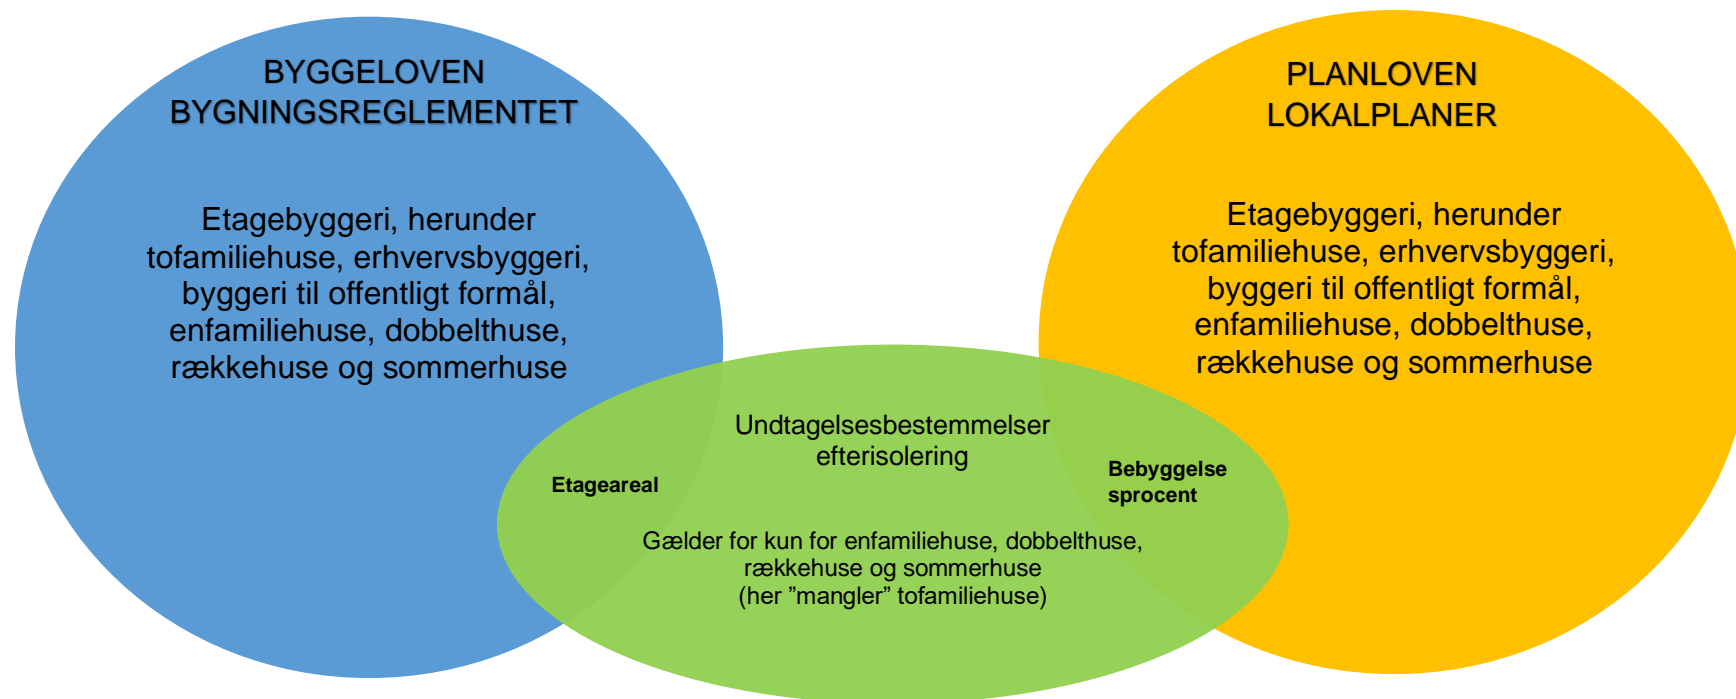 BYGGELOVEN
BYGNINGSREGLEMENTET
Etagebyggeri, herunder
tofamiliehuse, erhvervsbyggeri,
byggeri til offentligt formål,
enfamiliehuse, dobbelthuse,
rækkehuse og sommerhuse
PLANLOVEN
LOKALPLANER
Etagebyggeri, herunder
tofamiliehuse, erhvervsbyggeri,
byggeri til offentligt formål,
enfamiliehuse, dobbelthuse,
rækkehuse og sommerhuse
Undtagelsesbestemmelser
efterisolering
Etageareal
Bebyggelse
sprocent
Gælder for kun for enfamiliehuse, dobbelthuse,
rækkehuse og sommerhuse
(her ”mangler” tofamiliehuse)